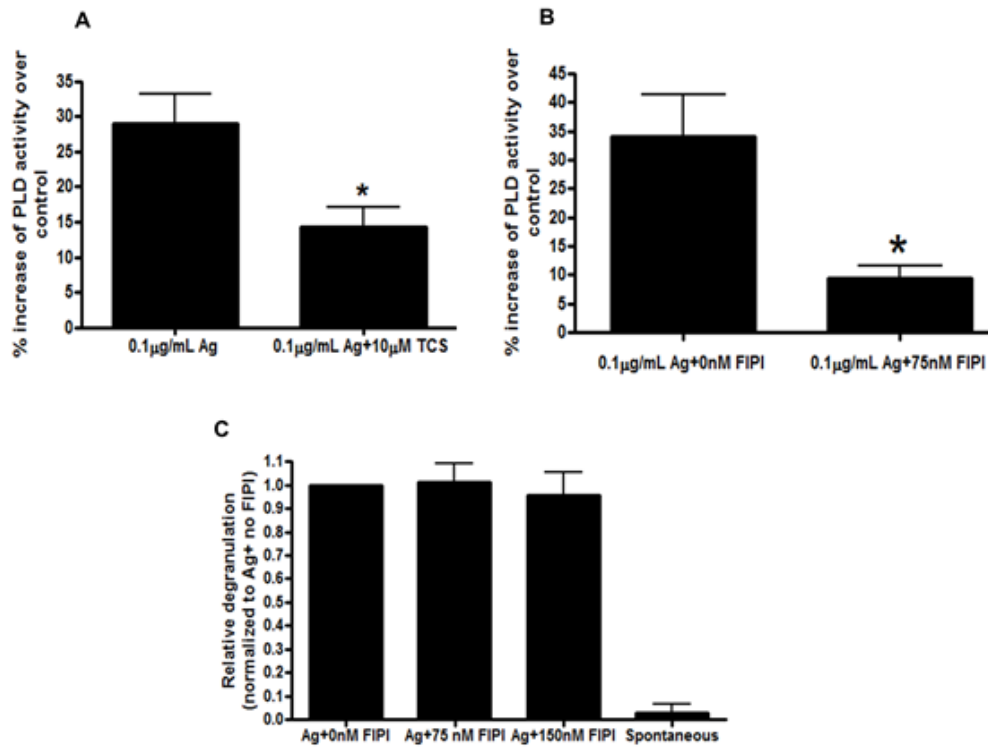 A
% increase of PLD activity over
control
35
30
25
20
15
10
5
0
*
0.1µg/mL Ag
0.1µg/mL Ag+10µM TCS
B
% increase of PLD activity over
control
45
40
35
30
25
20
15
10
5
0
*
0.1µg/mL Ag+0nM FIPI
0.1µg/mL Ag+75nM FIPI
C
Relative degranulation
(normalized to Ag+ no FIPI)
1.1
1.0
0.9
0.8
0.7
0.6
0.5
0.4
0.3
0.2
0.1
0.0
Ag+0nM FIPI
Ag+75 nM FIPI
Ag+150nM FIPI
Spontaneous